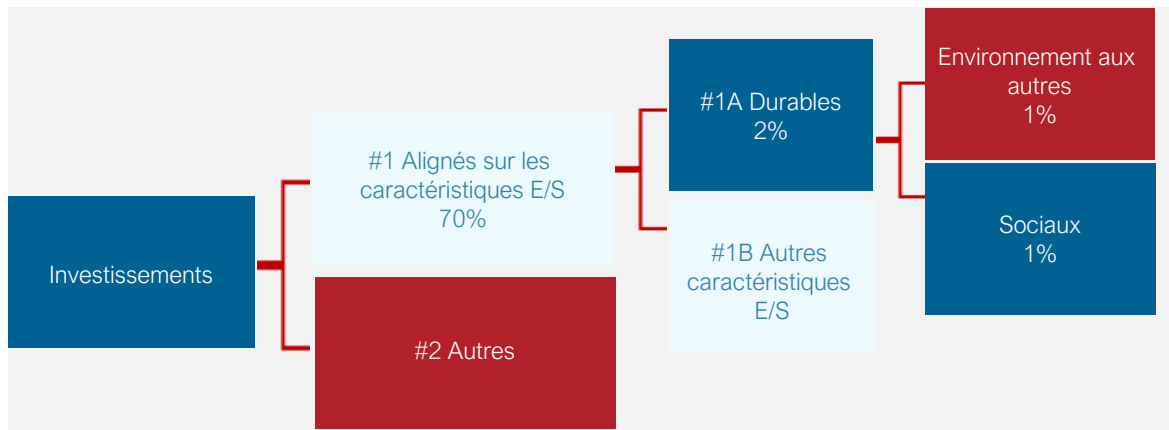 Investissements
#1 Alignés sur les
caractéristiques E/S
70%
#2 Autres
#1A Durables
2%
#1B Autres
caractéristiques
E/S
Environnement aux
autres
1%
Sociaux
1%